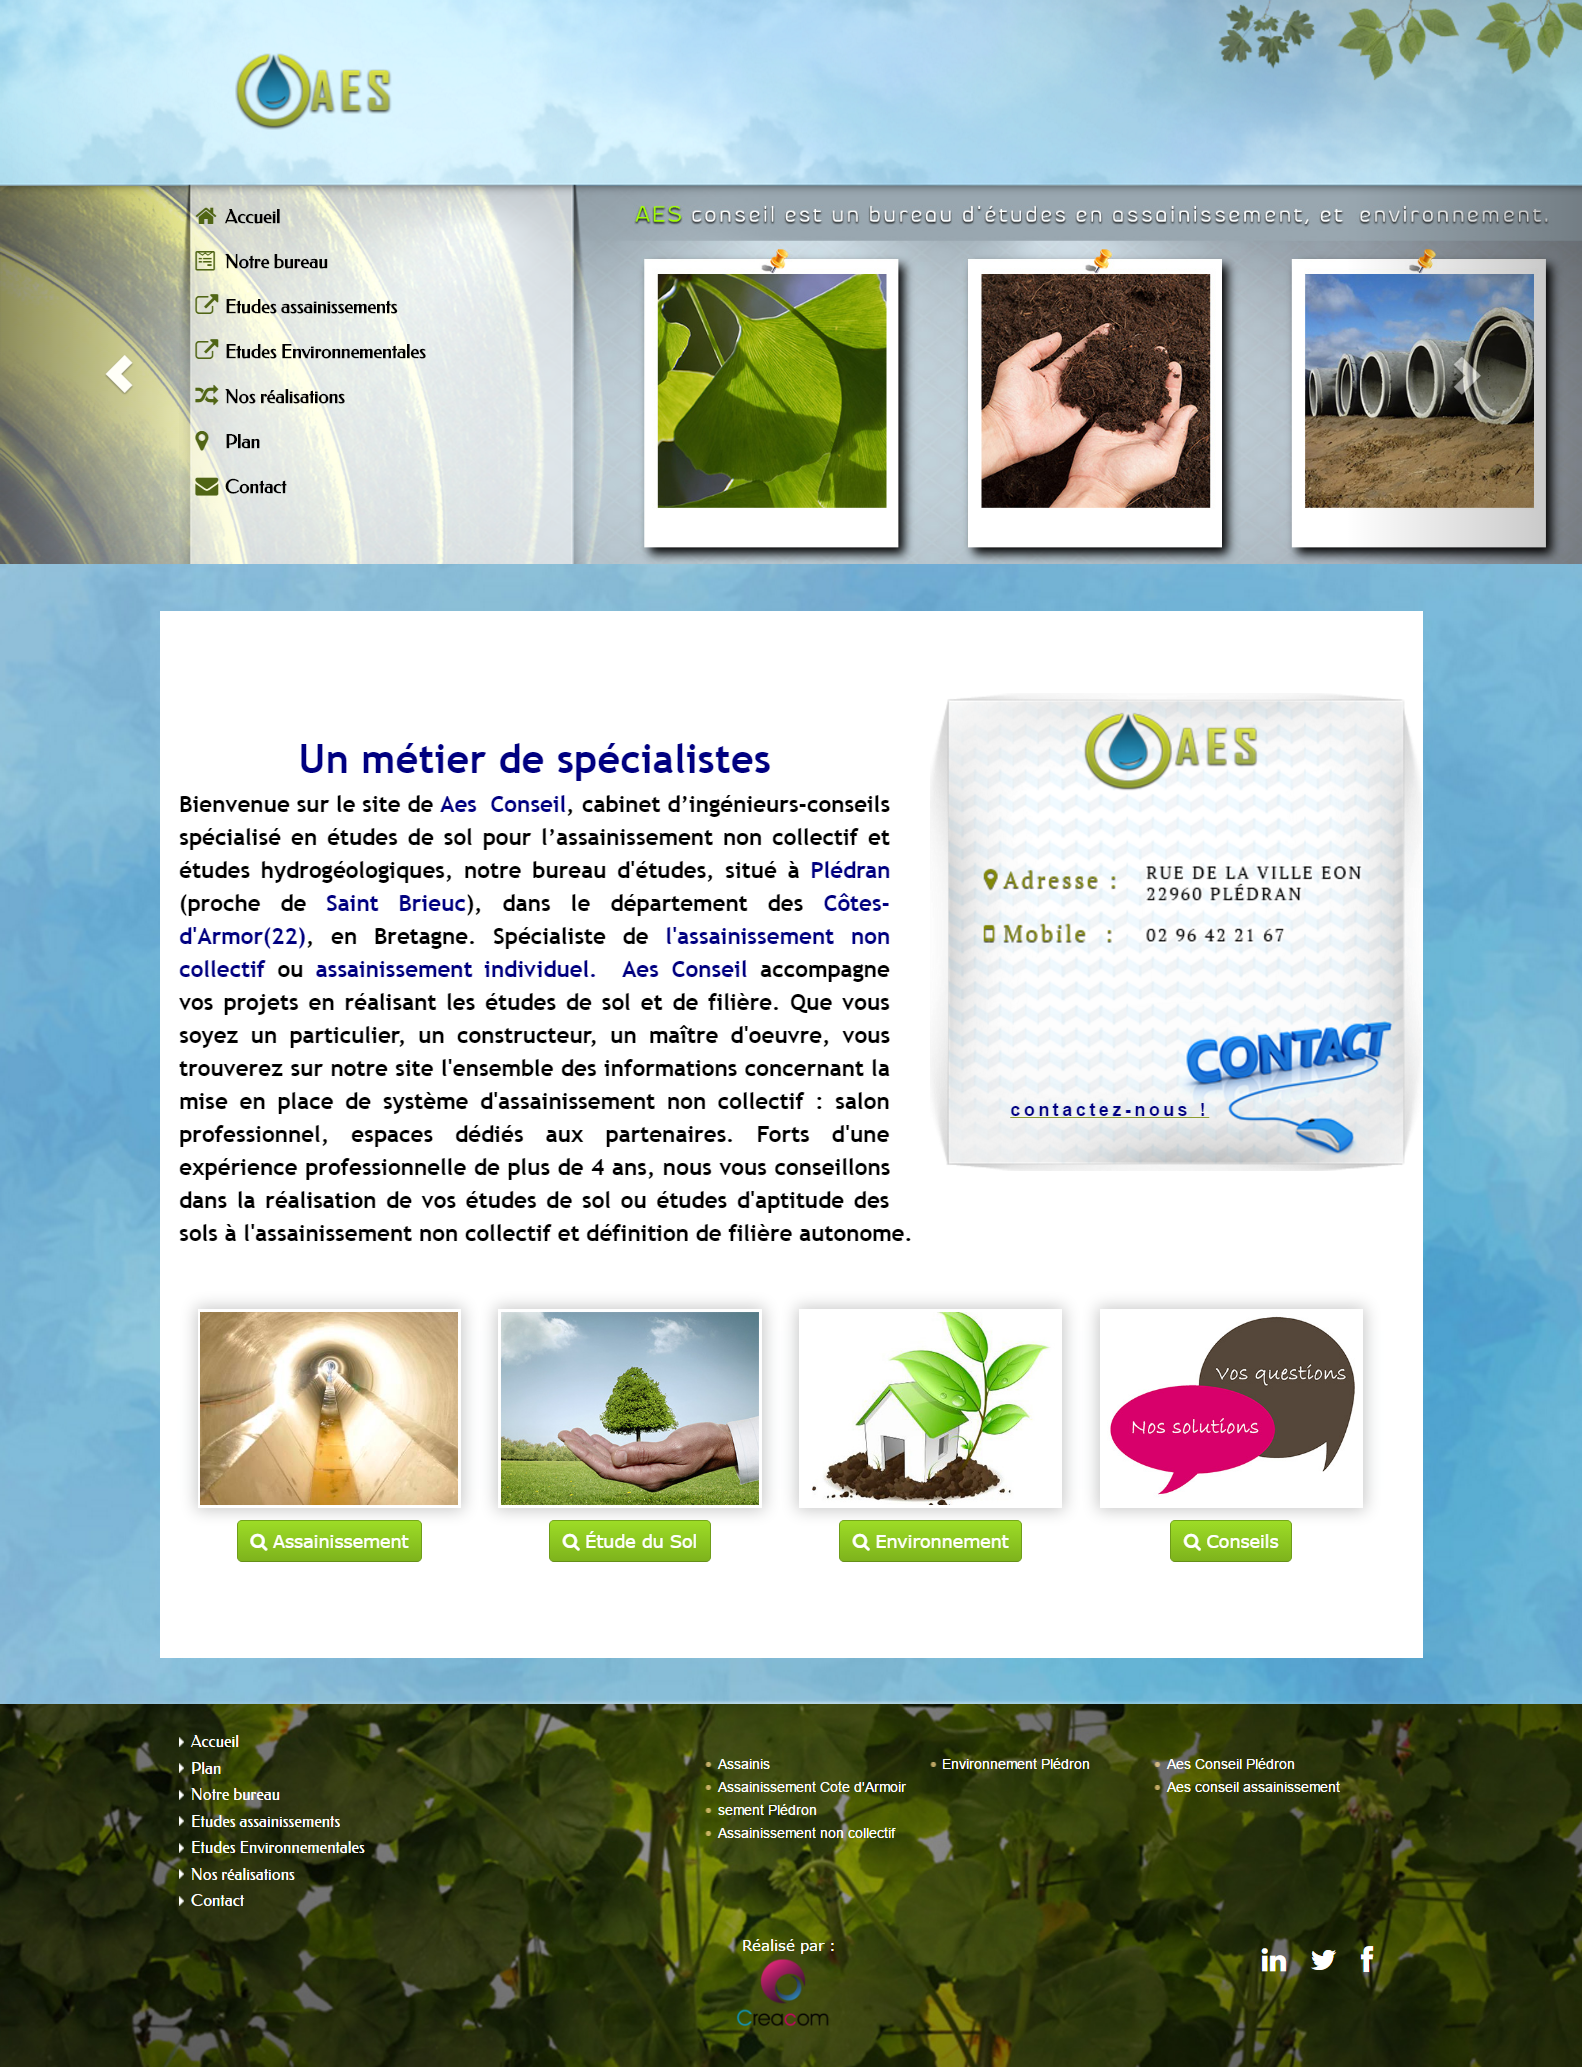 AES
Accueil
Notre bureau
Etudes assainissements
Etudes Environnementales
Nos réalisations
Plan
Contact
AES conseil est un bureau d'études en assainissement, et environnement.
Un métier de spécialistes
Bienvenue sur le site de Aes Conseil, cabinet d’ingénieurs-conseils
spécialisé en études de sol pour l’assainissement non collectif et
études hydrogéologiques, notre bureau d'études, situé à Plédran
(proche de Saint Brieuc), dans le département des Côtes-
d'Armor(22), en Bretagne. Spécialiste de l'assainissement non
collectif ou assainissement individuel. Aes Conseil accompagne
vos projets en réalisant les études de sol et de filière. Que vous
soyez un particulier, un constructeur, un maître d'oeuvre, vous
trouverez sur notre site l'ensemble des informations concernant la
mise en place de système d'assainissement non collectif : salon
professionnel, espaces dédiés aux partenaires. Forts d'une
expérience professionnelle de plus de 4 ans, nous vous conseillons
dans la réalisation de vos études de sol ou études d'aptitude des
sols à l'assainissement non collectif et définition de filière autonome.
AES
Adresse : RUE DE LA VILLE EON
22960 PLÉDRAN
Mobile : 02 96 42 21 67
CONTACT
contactez-nous !
Vos questions
Nos solutions
Assainissement
Étude du Sol
Environnement
Conseils
Accueil
Plan
Notre bureau
Etudes assainissements
Etudes Environnementales
Nos réalisations
Contact
Assainis
Assainissement Cote d'Armoir
sement Plédron
Assainissement non collectif
Environnement Plédron
Aes Conseil Plédron
Aes conseil assainissement
Réalisé par :
Creacom